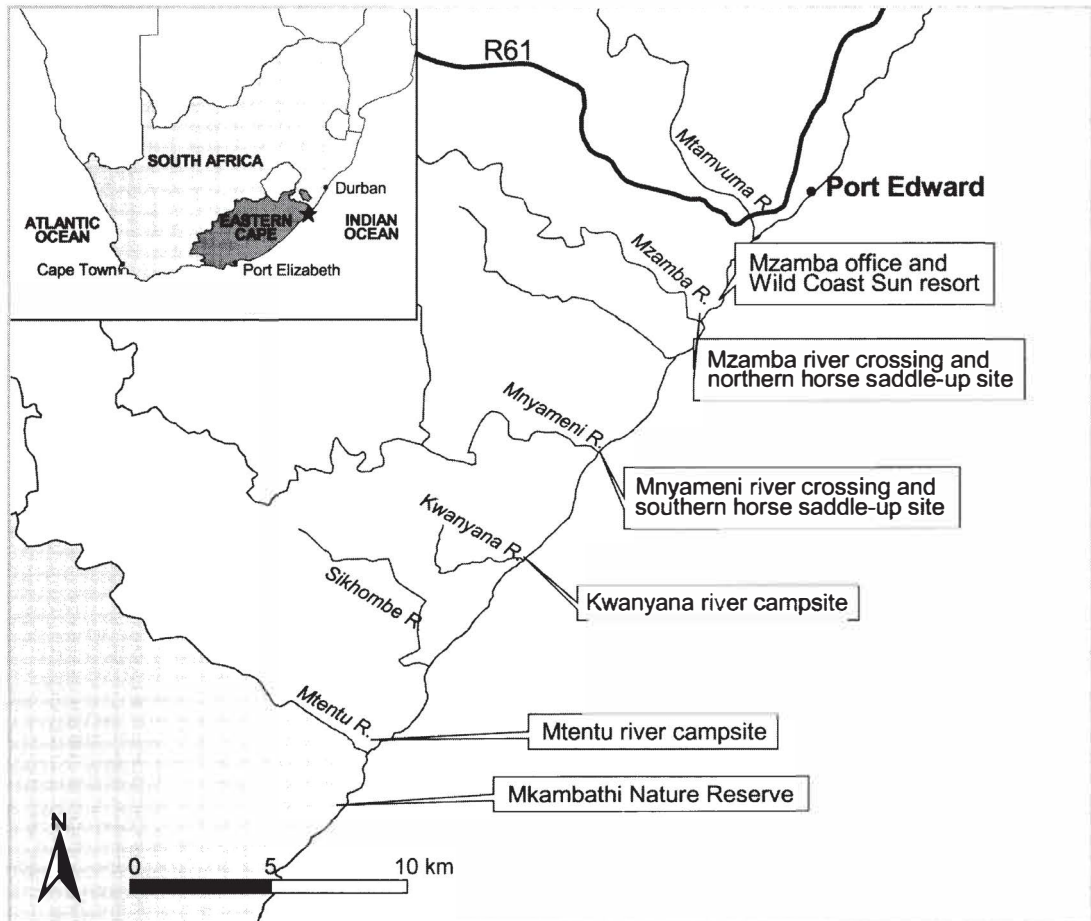 SOUTH AFRICA
Durban
ATLANTIC
OCEAN
EASTERN
CAPE
INDIAN
OCEAN
Cape Town
Port Elizabeth
R61
Mtamvuma R.
Port Edward
Mzamba R.
Mzamba office and
Wild Coast Sun resort
Mzamba river crossing and
northern horse saddle-up site
Mnyameni R.
Mnyameni river crossing and
southern horse saddle-up site
Kwanyana R.
Kwanyana river campsite
Sikhombe R
Mtentu R.
Mtentu river campsite
Mkambathi Nature Reserve
N
0 5 10 km